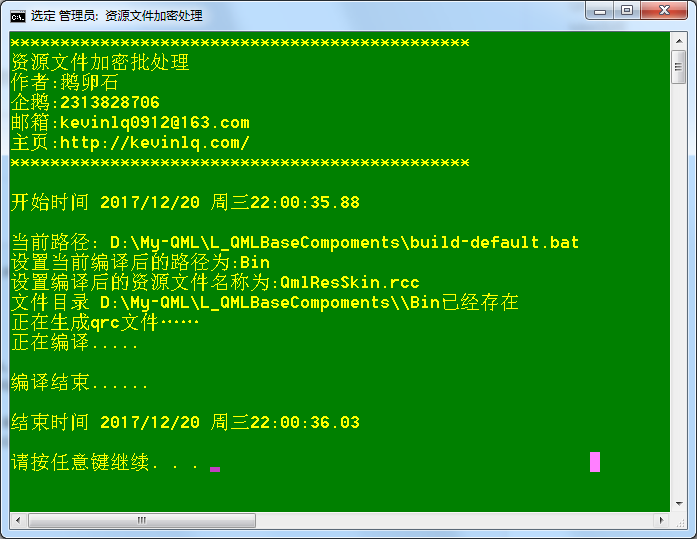 选定 管理员: 资源文件加密处理
**********************************************
资源文件加密批处理
作者:鹅卵石
企鹅:2313828706
邮箱:kevinlq0912@163.com
主页:http://kevinlq.com/
**********************************************
开始时间 2017/12/20 周三22:00:35.88
当前路径: D:\My-QML\L_QMLBaseCompoments\build-default.bat
设置当前编译后的路径为:Bin
设置编译后的资源文件名称为:QmlResSkin.rcc
文件目录 D:\My-QML\L_QMLBaseCompoments\\Bin已经存在
正在生成qrc文件……
正在编译.....
编译结束......
结束时间 2017/12/20 周三22:00:36.03
请按任意键继续. . .